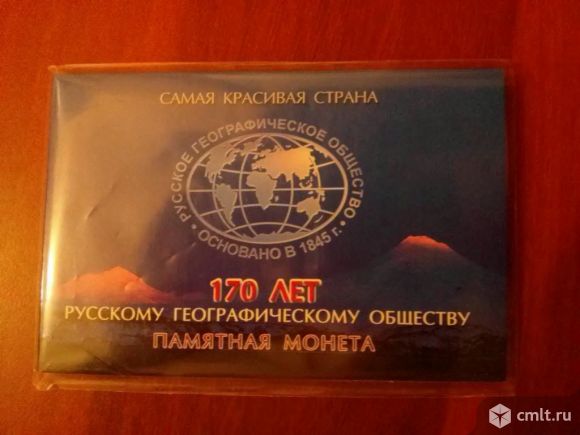 САМАЯ КРАСИВАЯ СТРАНА
РУССКОЕ ГЕОГРАФИЧЕСКОЕ ОБЩЕСТВО
ОСНОВАНО В 1845 г.
170 ЛЕТ
РУССКОМУ ГЕОГРАФИЧЕСКОМУ ОБЩЕСТВУ
ПАМЯТНАЯ МОНЕТА
cmlt.ru